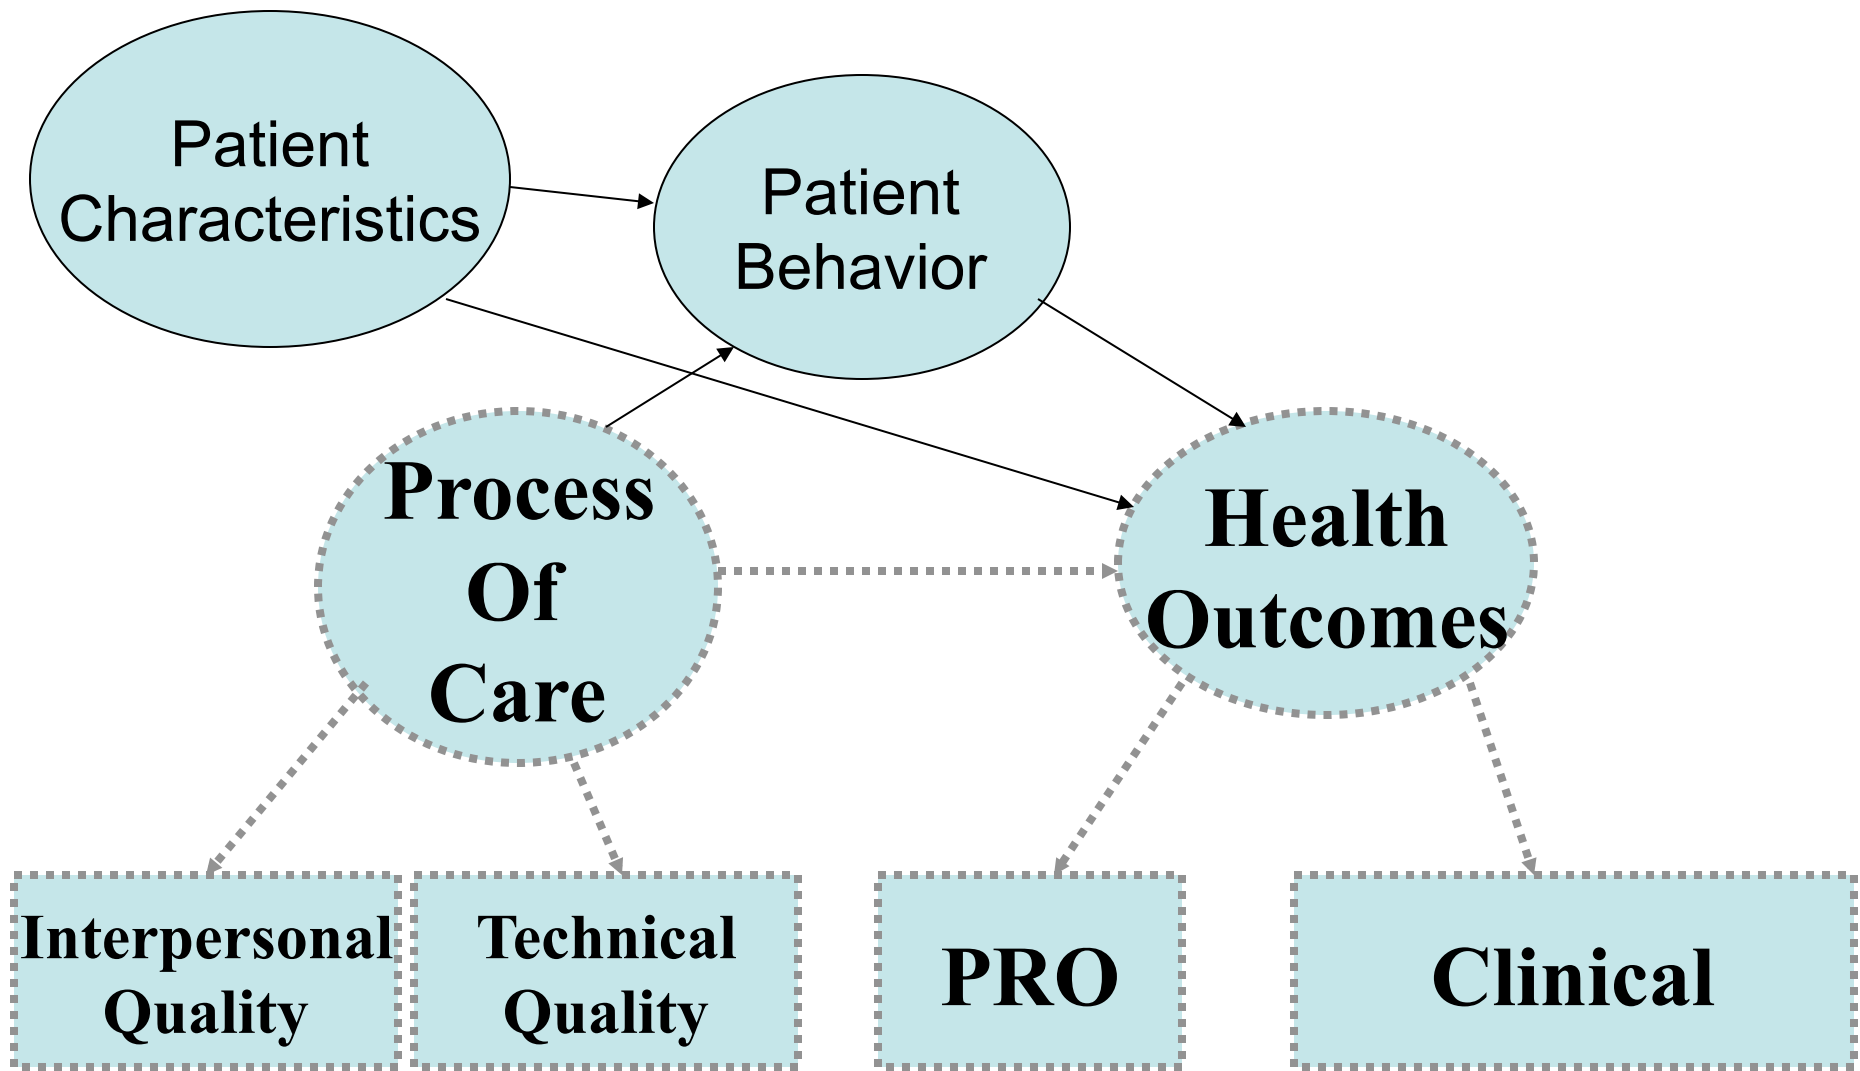 Patient
Characteristics
Patient
Behavior
Process
Of
Care
Health
Outcomes
Interpersonal
Quality
Technical
Quality
PRO
Clinical